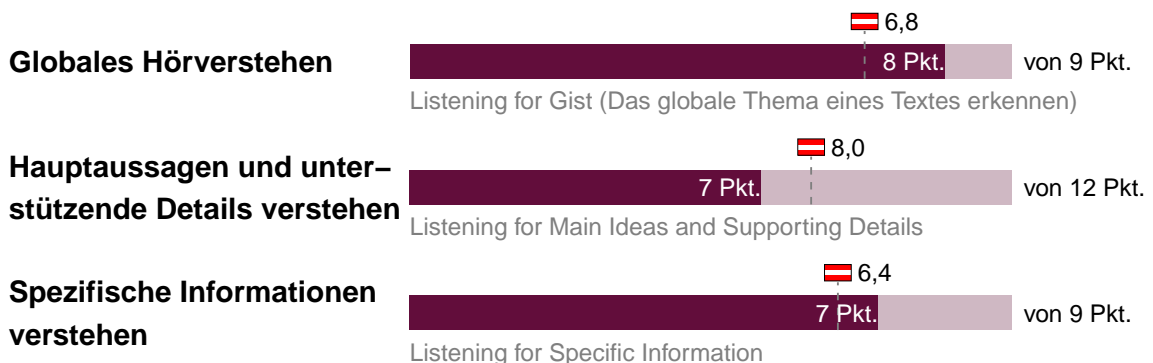 6,8
Globales Hörverstehen
8 Pkt.
von 9 Pkt.
Listening for Gist (Das globale Thema eines Textes erkennen)
8,0
Hauptaussagen und unter–
stützende Details verstehen
7 Pkt.
von 12 Pkt.
Listening for Main Ideas and Supporting Details
6,4
Spezifische Informationen
verstehen
7 Pkt.
von 9 Pkt.
Listening for Specific Information